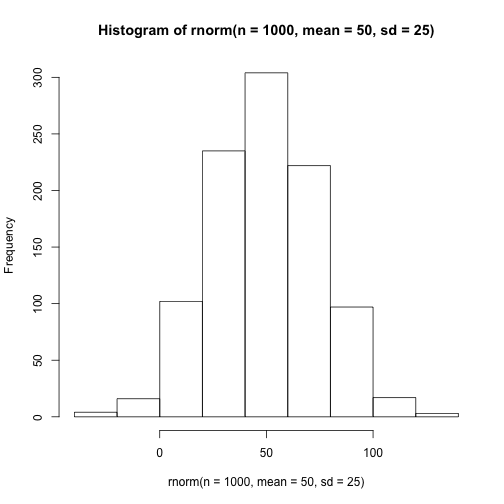 Histogram of rnorm(n = 1000, mean = 50, sd = 25)
Frequency
300
250
200
150
100
50
0
0 50 100
rnorm(n = 1000, mean = 50, sd = 25)